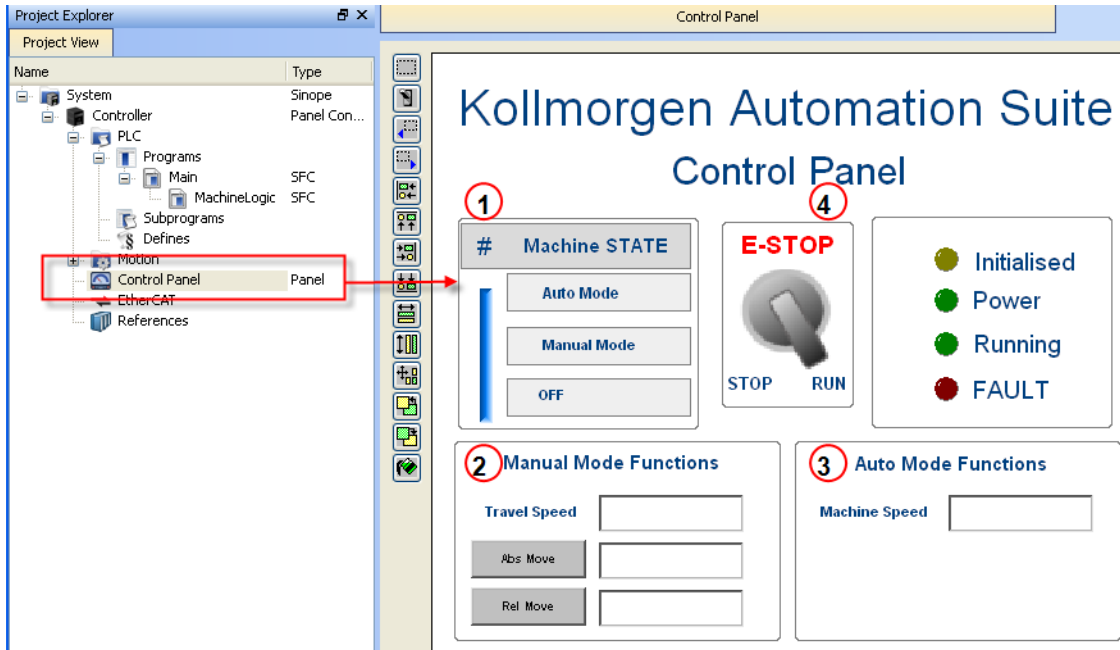 Project Explorer
Project View
Name Type
System Sinope
Controller Panel Con...
PLC
Programs
Main SFC
MachineLogic SFC
Subprograms
Defines
Motion
Control Panel Panel
EtherCAT
References
Control Panel
Kollmorgen Automation Suite
Control Panel
1
# Machine STATE
Auto Mode
Manual Mode
OFF
4
E-STOP
STOP RUN
Initialised
Power
Running
FAULT
2 Manual Mode Functions
Travel Speed
Abs Move
Rel Move
3 Auto Mode Functions
Machine Speed